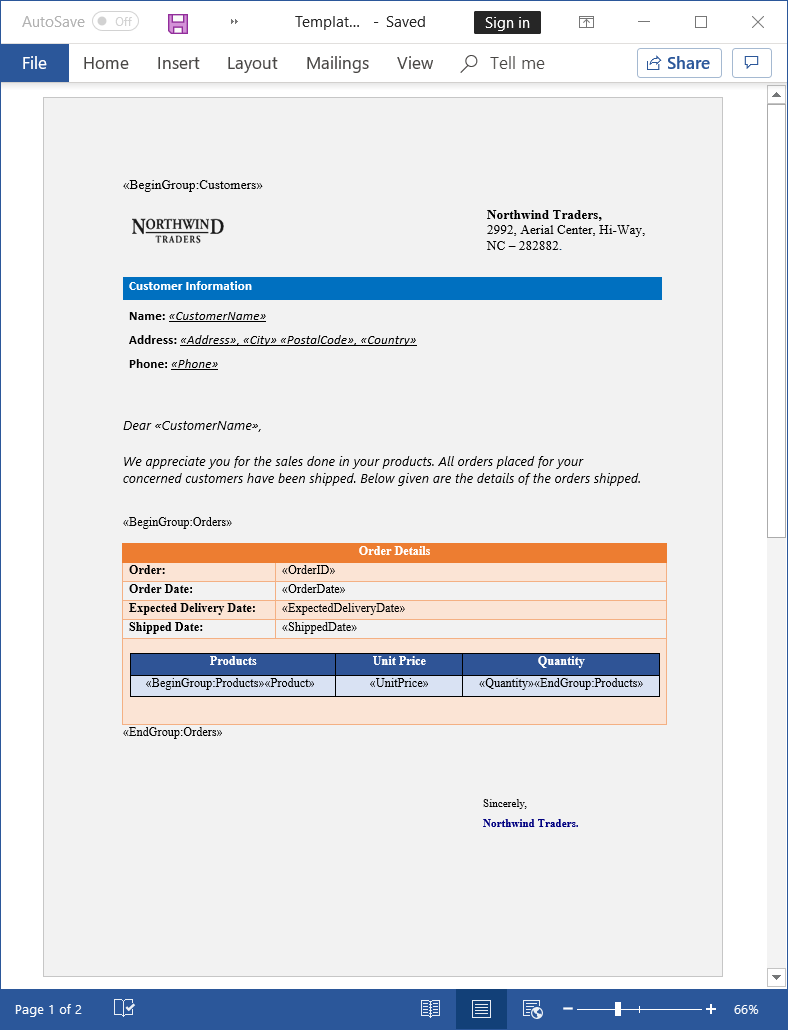 AutoSave Off Templat... - Saved Sign in
File Home Insert Layout Mailings View Tell me Share
«BeginGroup:Customers»
NORTHWIND
TRADERS
Northwind Traders,
2992, Aerial Center, Hi-Way,
NC – 282882.
Customer Information
Name: «CustomerName»
Address: «Address», «City» «PostalCode», «Country»
Phone: «Phone»
Dear «CustomerName»,
We appreciate you for the sales done in your products. All orders placed for your
concerned customers have been shipped. Below given are the details of the orders shipped.
«BeginGroup:Orders»
Order Details
Order: «OrderID»
Order Date: «OrderDate»
Expected Delivery Date: «ExpectedDeliveryDate»
Shipped Date: «ShippedDate»
Products Unit Price Quantity
«BeginGroup:Products»«Product» «UnitPrice» «Quantity»«EndGroup:Products»
«EndGroup:Orders»
Sincerely,
Northwind Traders.
Page 1 of 2 66%